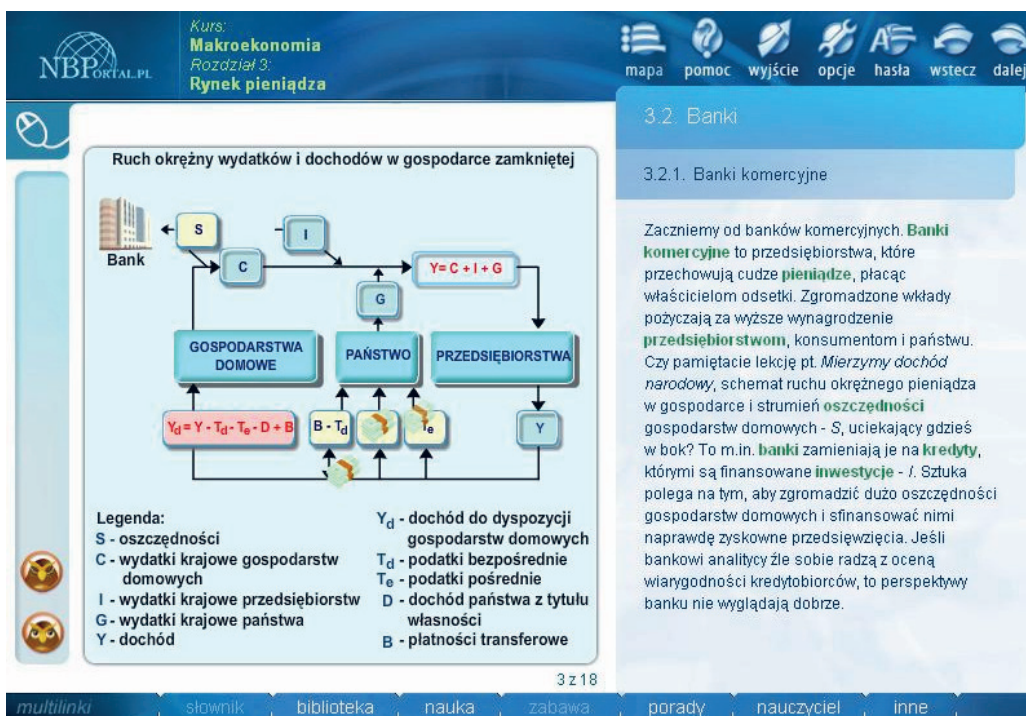 NBPORTAL.PL
Kurs:
Makroekonomia
Rozdział 3:
Rynek pieniądza
mapa pomoc wyjście opcje hasła wstecz dalej
Ruch okrężny wydatków i dochodów w gospodarce zamkniętej
Bank
S
I
C
Y= C + I + G
G
GOSPODARSTWA
DOMOWE
PAŃSTWO
PRZEDSIĘBIORSTWA
Yd = Y - Td - Te - D + B
B - Td
Te
Y
Legenda:
S - oszczędności
C - wydatki krajowe gospodarstw
domowych
I - wydatki krajowe przedsiębiorstw
G - wydatki krajowe państwa
Y - dochód
Yd - dochód do dyspozycji
gospodarstw domowych
Td - podatki bezpośrednie
Te - podatki pośrednie
D - dochód państwa z tytułu
własności
B - płatności transferowe
3 z 18
3.2. Banki
3.2.1. Banki komercyjne
Zaczniemy od banków komercyjnych. Banki
komercyjne to przedsiębiorstwa, które
przechowują cudze pieniądze, płacąc
właścicielom odsetki. Zgromadzone wkłady
pożyczają za wyższe wynagrodzenie
przedsiębiorstwom, konsumentom i państwu.
Czy pamiętacie lekcję pt. Mierzymy dochód
narodowy, schemat ruchu okrężnego pieniądza
w gospodarce i strumień oszczędności
gospodarstw domowych - S, uciekający gdzieś
w bok? To m.in. banki zamieniają je na kredyty,
którymi są finansowane inwestycje - I. Sztuka
polega na tym, aby zgromadzić dużo oszczędności
gospodarstw domowych i sfinansować nimi
naprawdę zyskowne przedsięwzięcia. Jeśli
bankowi analitycy źle sobie radzą z oceną
wiarygodności kredytobiorców, to perspektywy
banku nie wyglądają dobrze.
multilinki słownik biblioteka nauka zabawa porady nauczyciel inne